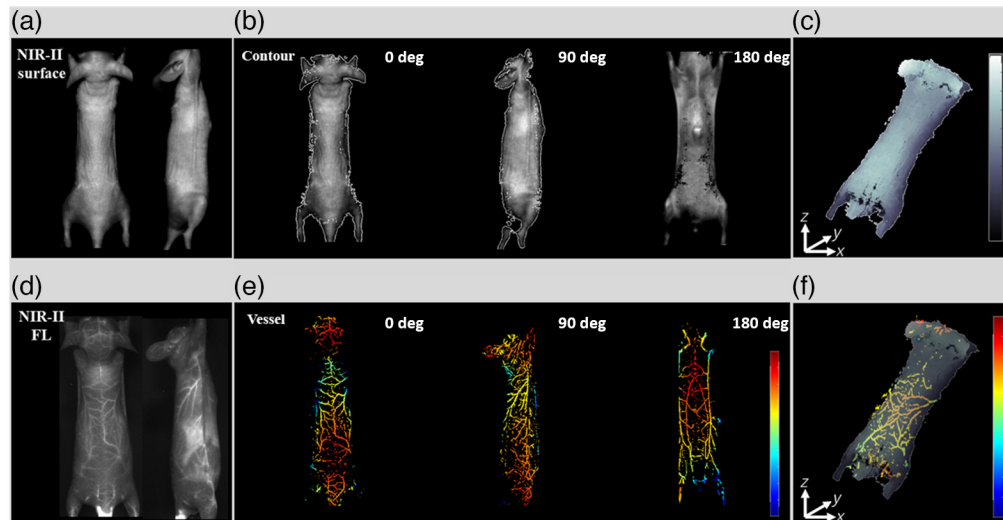 (a)
NIR-II
surface
(b)
Contour
0 deg
90 deg
180 deg
(c)
z
y
x
(d)
NIR-II
FL
(e)
Vessel
0 deg
90 deg
180 deg
(f)
z
y
x